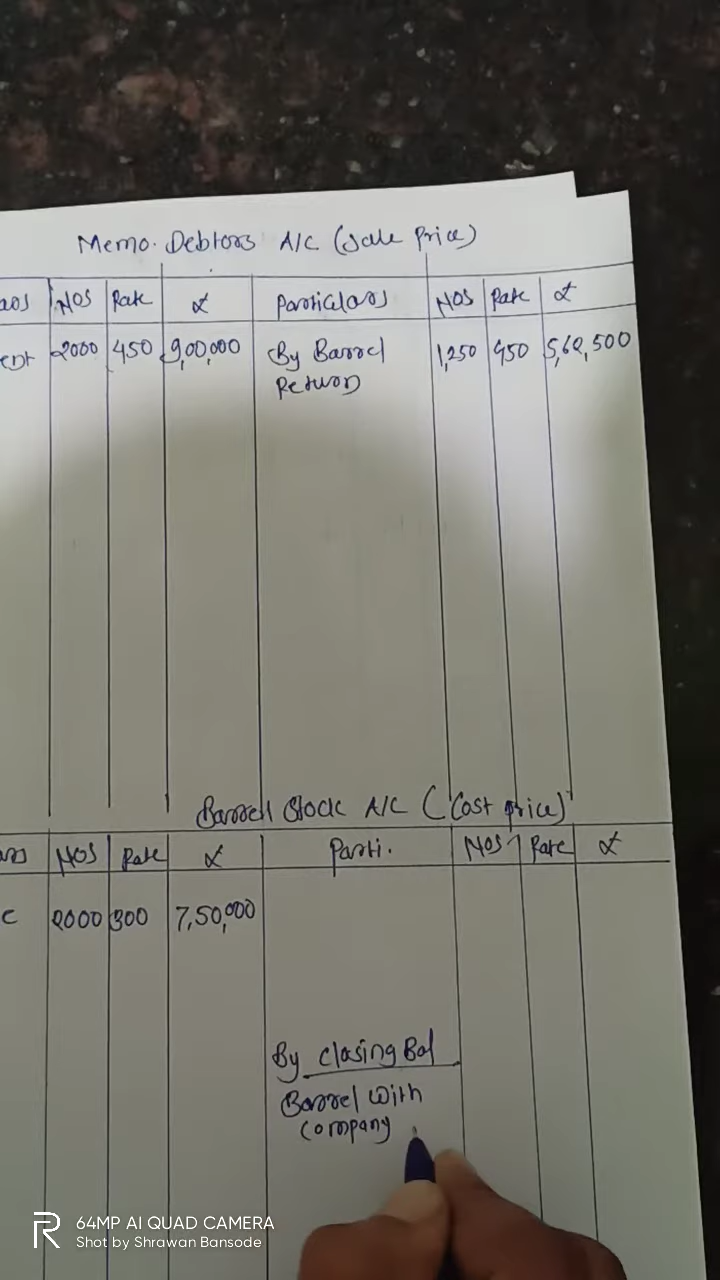 Memo. Debtors A/C (Sale Price)
NOS Rate ₹ Particlars NOS Rate ₹
2000 450 9,00,000 By Barrel 1,250 450 5,62,500
Return
Barrel Stock A/C (Cost price)
NOS Rate ₹ Parti. NOS Rate ₹
2000 300 7,50,000
By Closing Bal
Barrel With
Company
64MP AI QUAD CAMERA
Shot by Shrawan Bansode